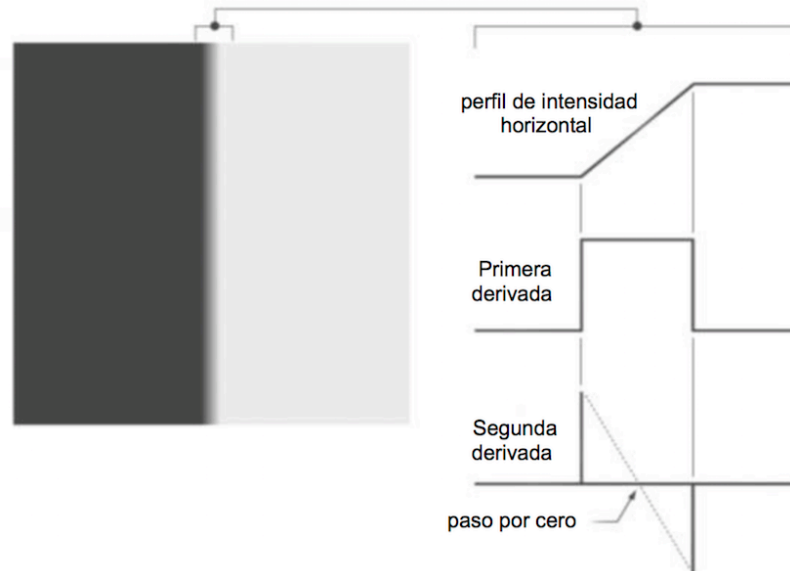 perfil de intensidad
horizontal
Primera
derivada
Segunda
derivada
paso por cero